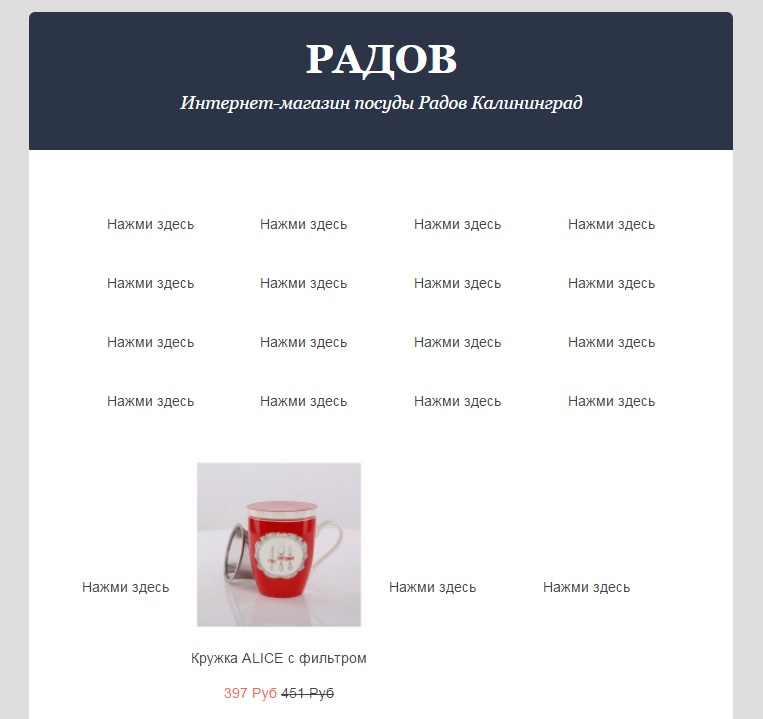 РАДОВ
Интернет-магазин посуды Радов Калининград
Нажми здесь Нажми здесь Нажми здесь Нажми здесь
Нажми здесь Нажми здесь Нажми здесь Нажми здесь
Нажми здесь Нажми здесь Нажми здесь Нажми здесь
Нажми здесь Нажми здесь Нажми здесь Нажми здесь
Нажми здесь Нажми здесь Нажми здесь
Кружка ALICE с фильтром
397 Руб 451 Руб